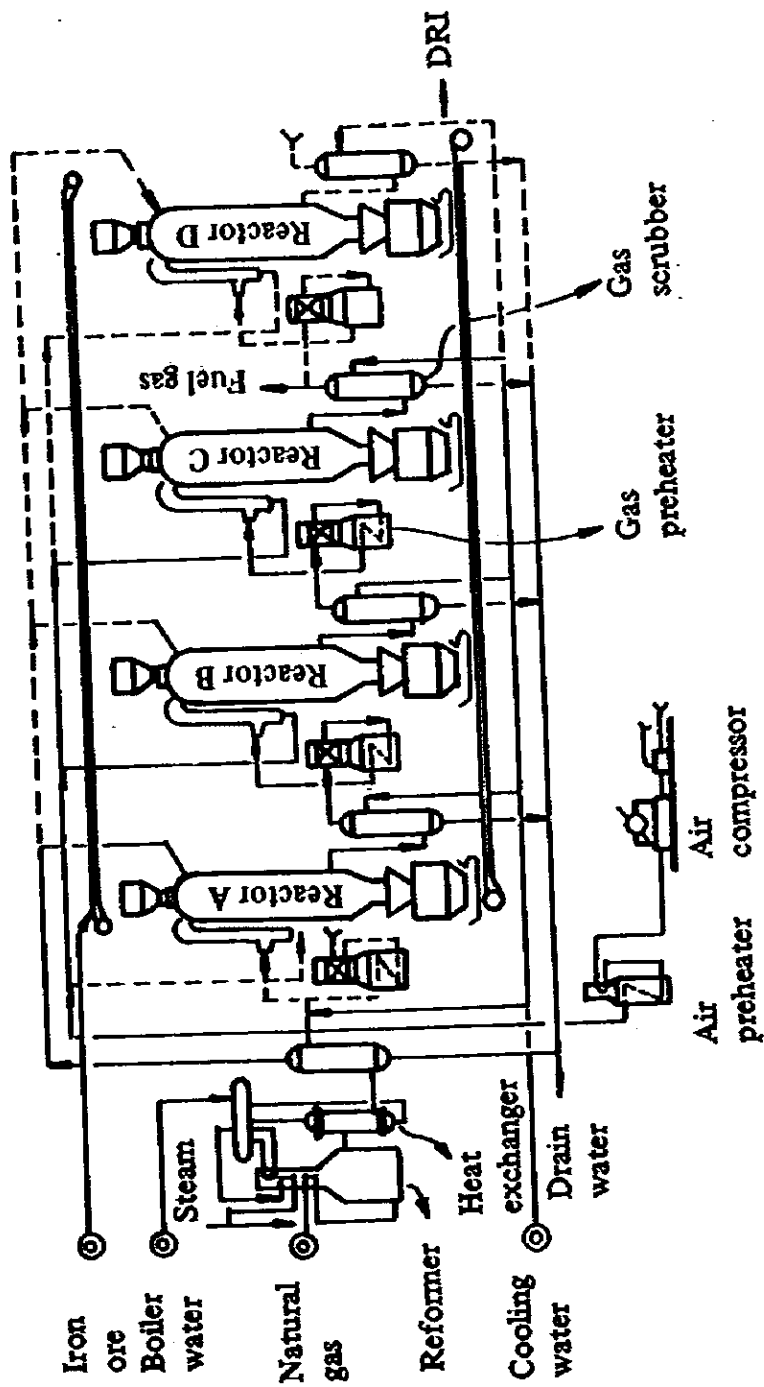 Iron
ore
Boiler
water
Steam
Natural
gas
Reformer
Heat
exchanger
Cooling
water
Drain
water
Air
preheater
Air
compressor
Reactor A
Reactor B
Reactor C
Reactor D
Fuel gas
Gas
preheater
Gas
scrubber
DRI